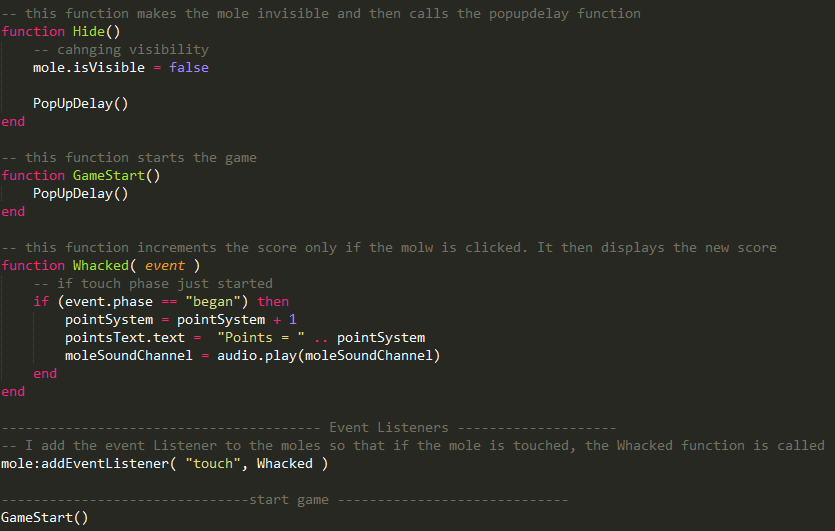 -- this function makes the mole invisible and then calls the popupdelay function
function Hide()
    -- cahnging visibility
    mole.isVisible = false

    PopUpDelay()
end

-- this function starts the game
function GameStart()
    PopUpDelay()
end

-- this function increments the score only if the molw is clicked. It then displays the new score
function Whacked( event )
    -- if touch phase just started
    if (event.phase == "began") then
        pointSystem = pointSystem + 1
        pointsText.text =  "Points = " .. pointSystem
        moleSoundChannel = audio.play(moleSoundChannel)
    end
end

---------------------------------------- Event Listeners --------------------
-- I add the event Listener to the moles so that if the mole is touched, the Whacked function is called
mole:addEventListener( "touch", Whacked )

-------------------------------start game -----------------------------
GameStart()